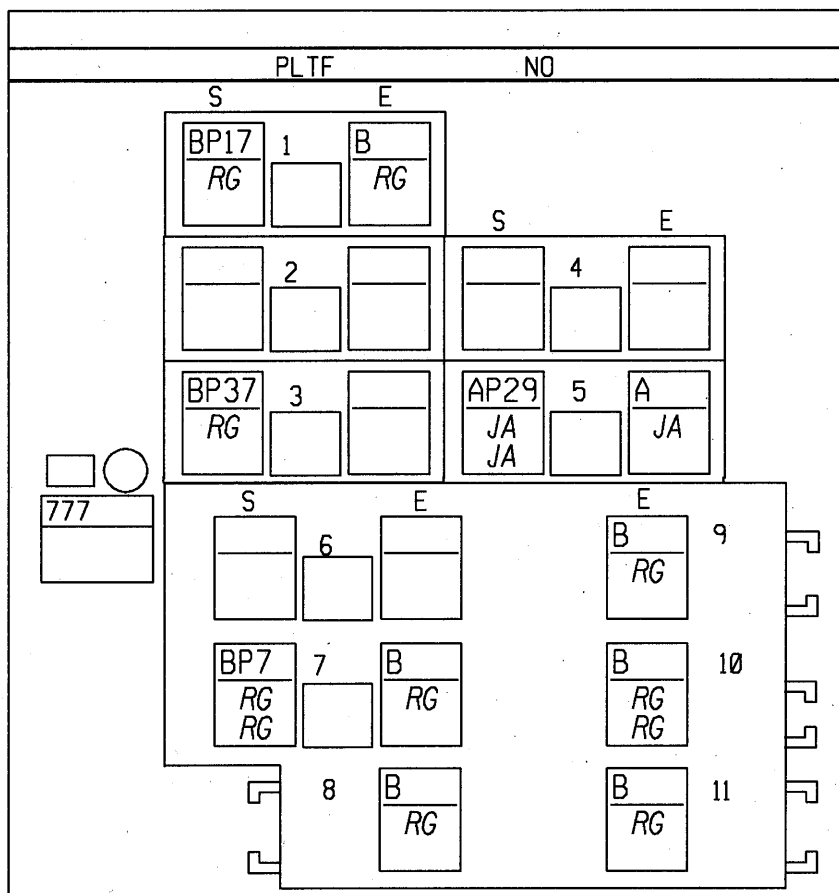 PLTF NO
S E
BP17 1 B
RG RG
S E
2 4
BP37 3 AP29 5 A
RG JA JA
JA
777
S E E
6 B 9
RG
BP7 7 B B 10
RG RG RG
RG RG
8 B B 11
RG RG